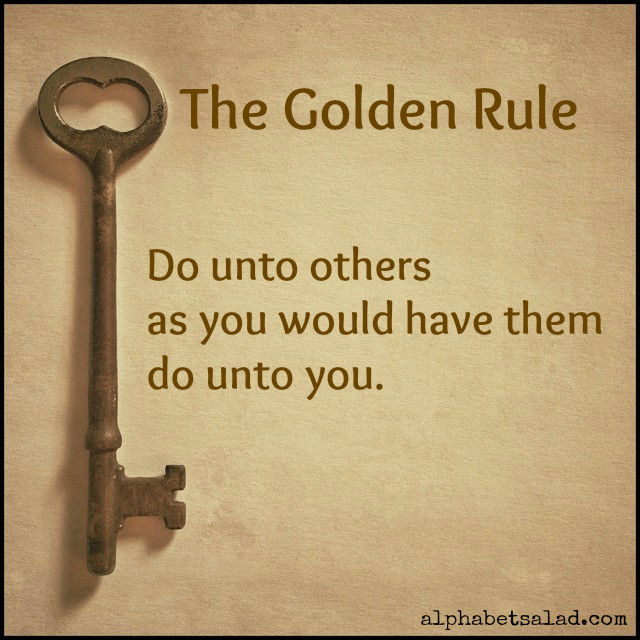 The Golden Rule
Do unto others
as you would have them
do unto you.
alphabetsalad.com